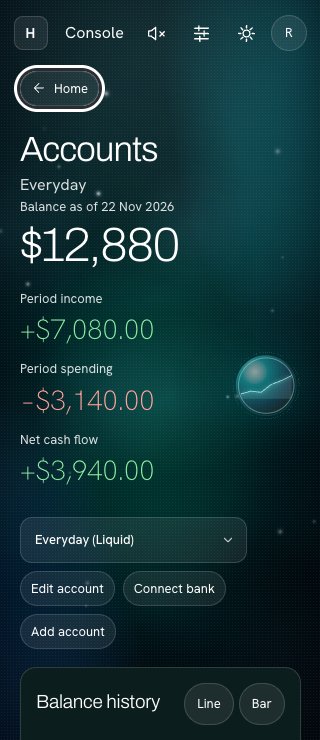 H Console R
Home
Accounts
Everyday
Balance as of 22 Nov 2026
$12,880
Period income
+$7,080.00
Period spending
−$3,140.00
Net cash flow
+$3,940.00
Everyday (Liquid)
Edit account Connect bank
Add account
Balance history Line Bar